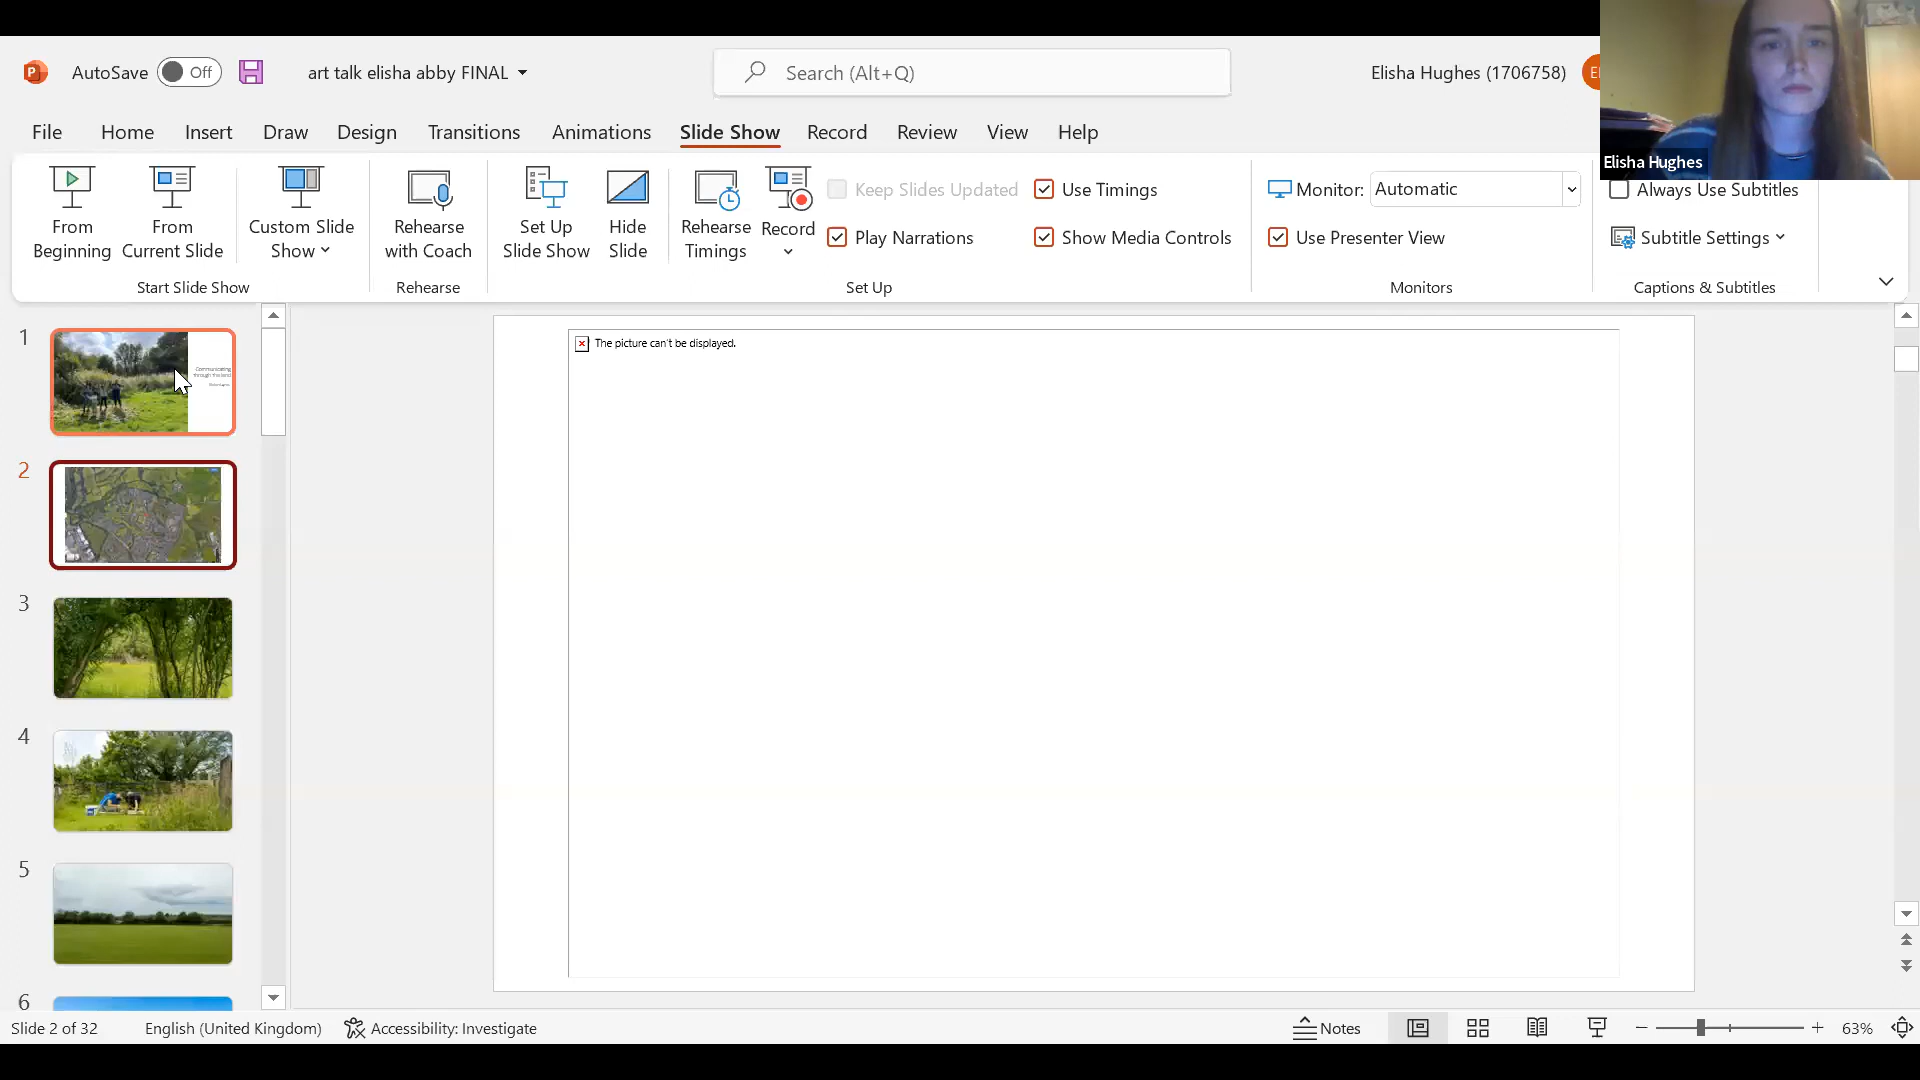 AutoSave
Off
art talk elisha abby FINAL
Search (Alt+Q)
Elisha Hughes (1706758)
Elisha Hughes
File Home Insert Draw Design Transitions Animations Slide Show Record Review View Help
From Beginning
From Current Slide
Custom Slide Show
Start Slide Show
Rehearse with Coach
Rehearse
Set Up Slide Show
Hide Slide
Rehearse Timings
Record
Keep Slides Updated
Use Timings
Play Narrations
Show Media Controls
Set Up
Monitor: Automatic
Use Presenter View
Monitors
Always Use Subtitles
Subtitle Settings
Captions & Subtitles
1
Communicating
through the land
2
3
4
5
6
The picture can't be displayed.
Slide 2 of 32
English (United Kingdom)
Accessibility: Investigate
Notes
63%